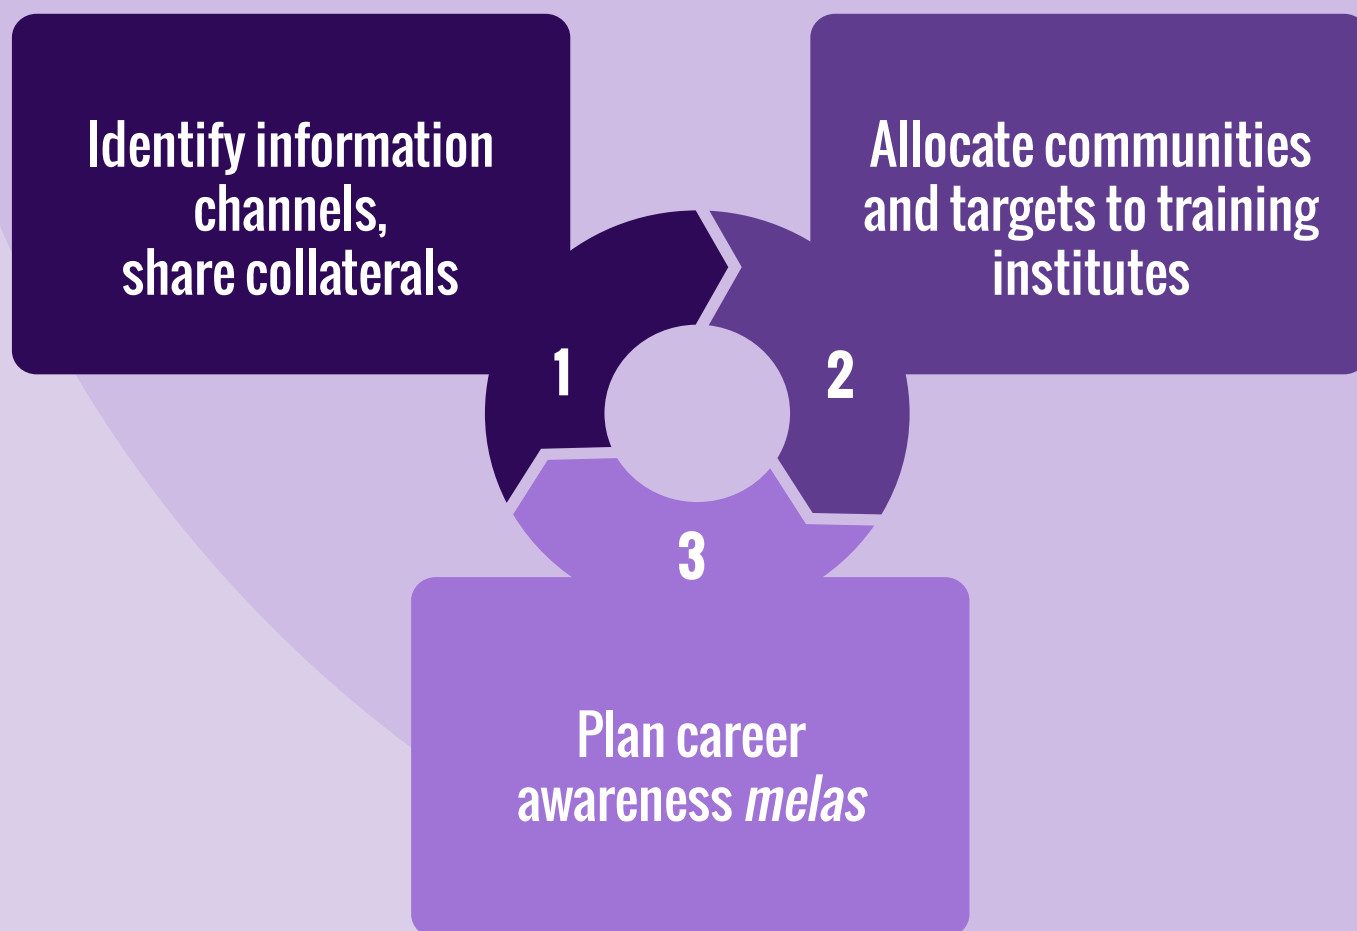 Identify information
channels,
share collaterals
1
Allocate communities
and targets to training
institutes
2
3
Plan career
awareness melas